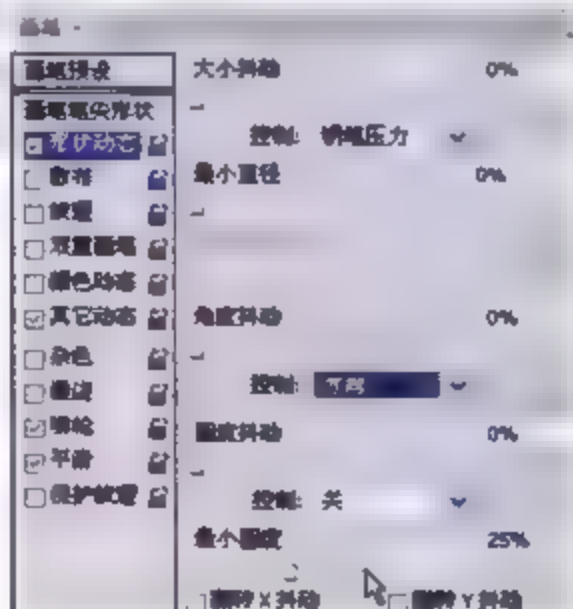 画笔
画笔预设
画笔笔尖形状
形状动态
散布
纹理
双重画笔
颜色动态
其它动态
杂色
湿边
喷枪
平滑
保护纹理
大小抖动 0%
控制: 钢笔压力
最小直径 0%
角度抖动 0%
控制:
圆度抖动 0%
控制: 关
最小圆度 25%
翻转 X 抖动 翻转 Y 抖动